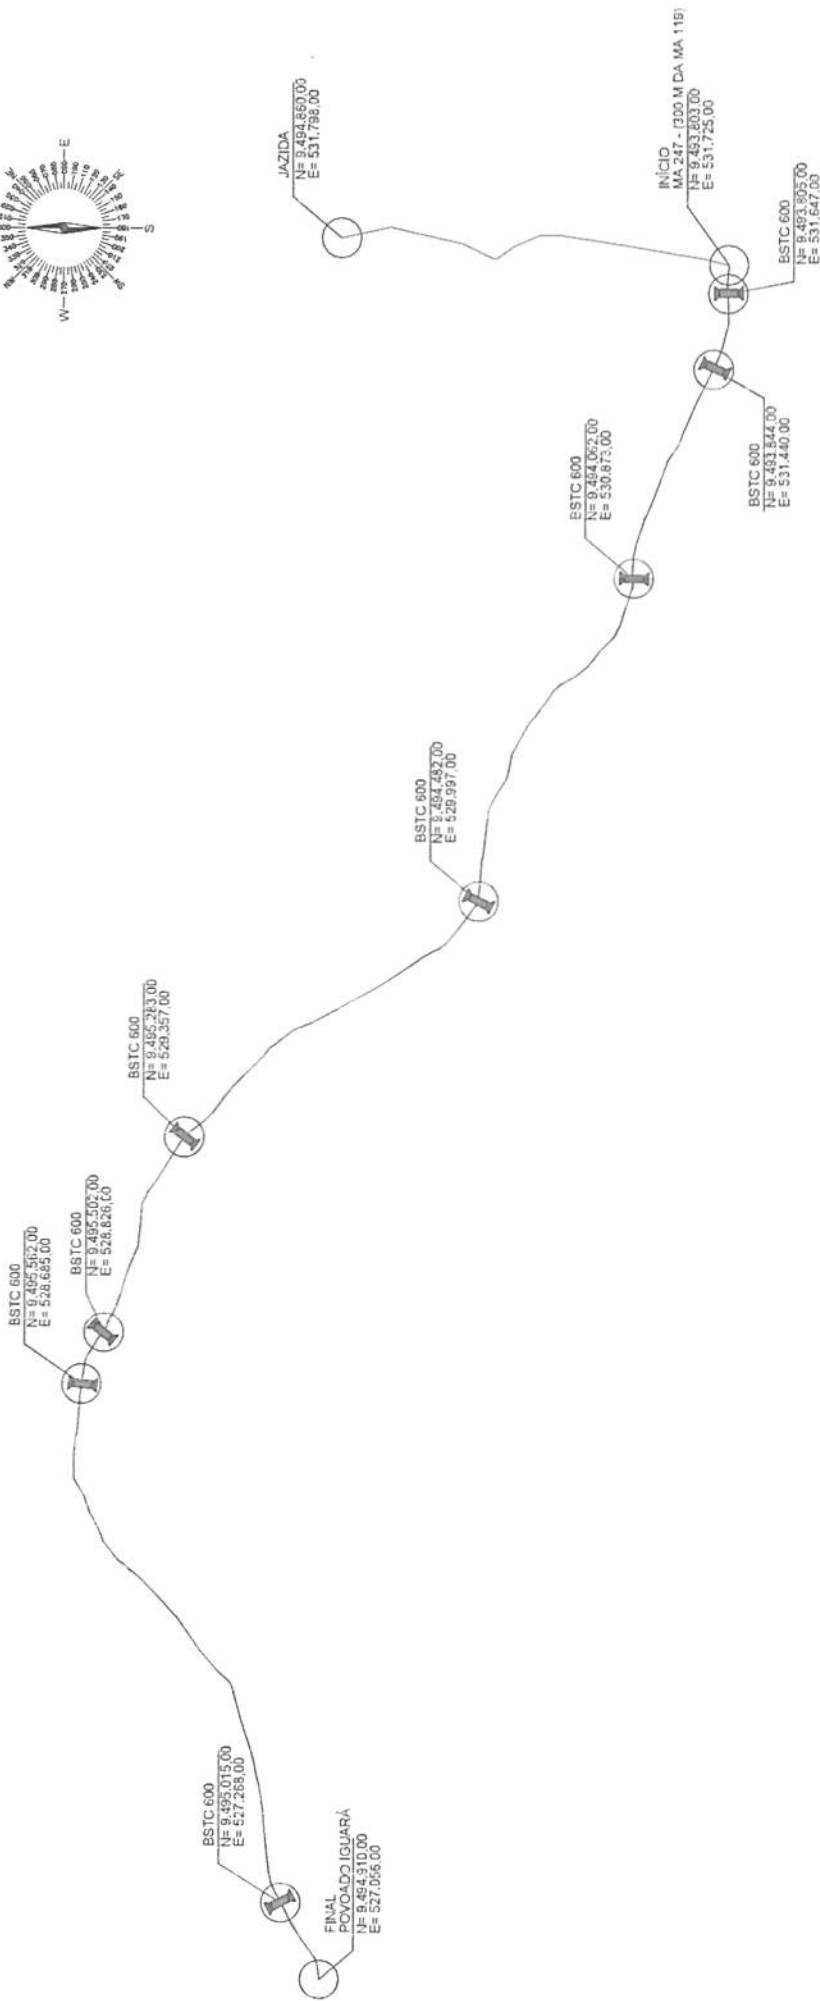 E
S
W
JAZIDA
N= 9.494.860,00
E= 531.798,00
INÍCIO
MA 247 - (300 M DA MA 119)
N= 9.493.803,00
E= 531.725,00
BSTC 600
N= 9.493.805,00
E= 531.647,00
BSTC 600
N= 9.493.844,00
E= 531.440,00
BSTC 600
N= 9.494.062,00
E= 530.873,00
BSTC 600
N= 9.494.482,00
E= 529.997,00
BSTC 600
N= 9.495.283,00
E= 529.357,00
BSTC 600
N= 9.495.502,00
E= 528.826,00
BSTC 600
N= 9.495.562,00
E= 528.685,00
BSTC 600
N= 9.495.015,00
E= 527.268,00
FINAL
POVOADO IGUARÁ
N= 9.494.910,00
E= 527.056,00